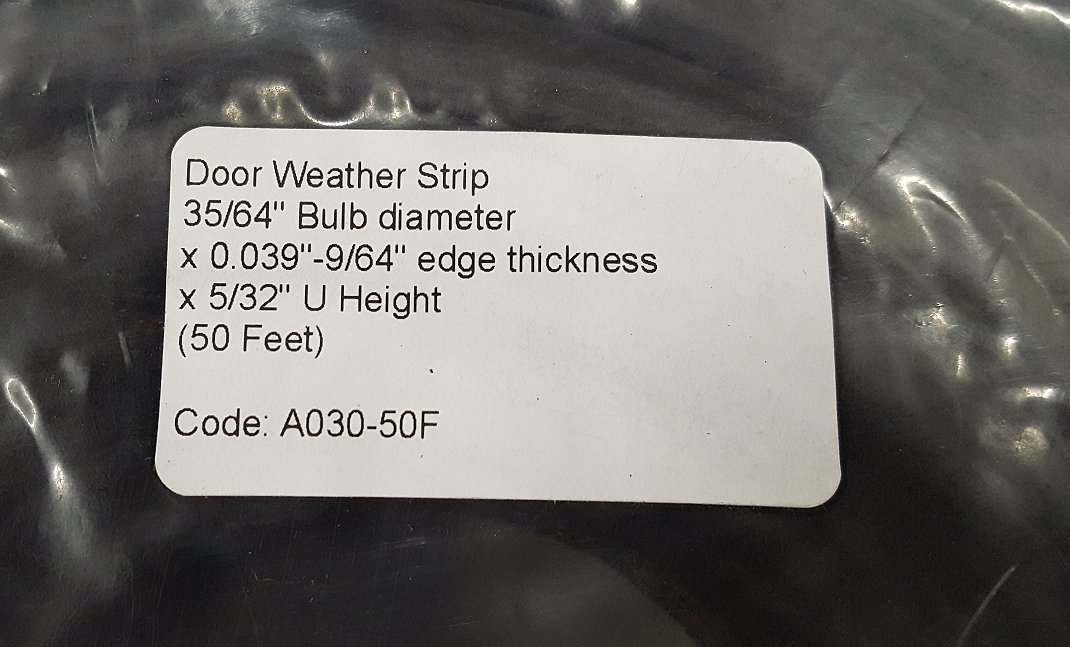 Door Weather Strip
35/64" Bulb diameter
x 0.039"-9/64" edge thickness
x 5/32" U Height
(50 Feet)
Code: A030-50F